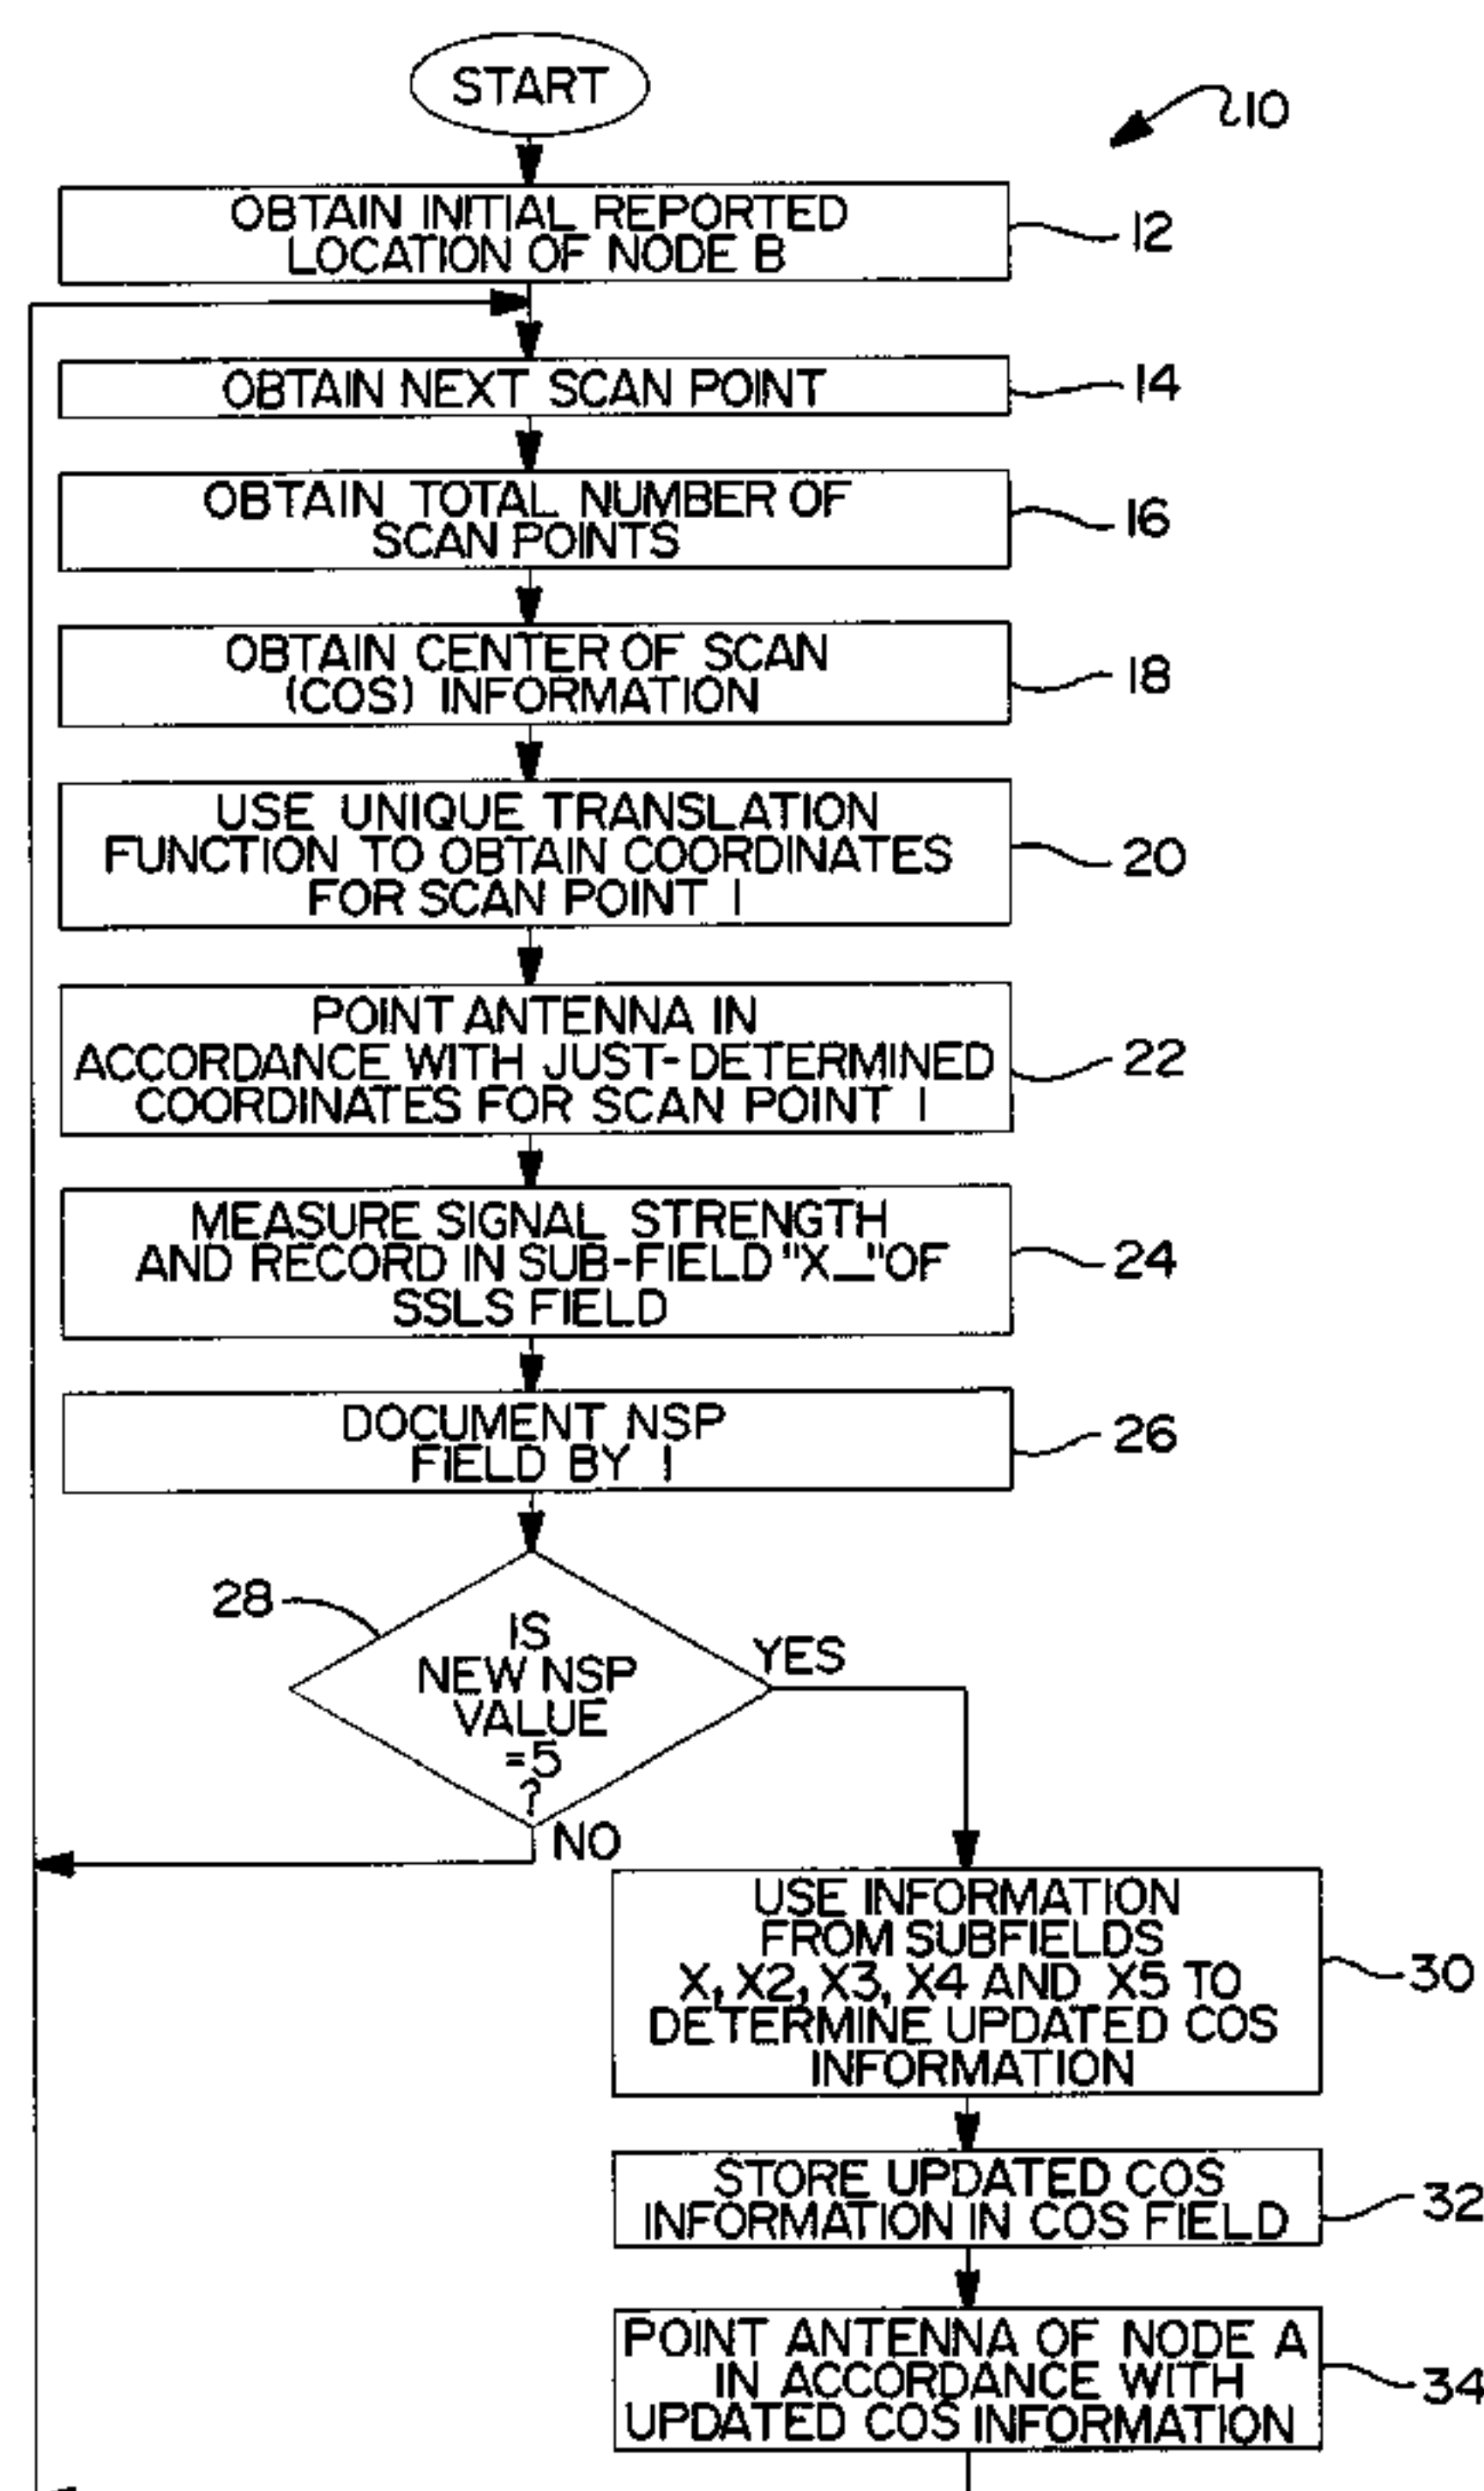 START
10
OBTAIN INITIAL REPORTED
LOCATION OF NODE B
12
OBTAIN NEXT SCAN POINT
14
OBTAIN TOTAL NUMBER OF
SCAN POINTS
16
OBTAIN CENTER OF SCAN
(COS) INFORMATION
18
USE UNIQUE TRANSLATION
FUNCTION TO OBTAIN COORDINATES
FOR SCAN POINT 1
20
POINT ANTENNA IN
ACCORDANCE WITH JUST-DETERMINED
COORDINATES FOR SCAN POINT 1
22
MEASURE SIGNAL STRENGTH
AND RECORD IN SUB-FIELD "X_" OF
SSLS FIELD
24
DOCUMENT NSP
FIELD BY 1
26
28
IS
NEW NSP
VALUE
=5
?
YES
NO
USE INFORMATION
FROM SUBFIELDS
X, X2, X3, X4 AND X5 TO
DETERMINE UPDATED COS
INFORMATION
30
STORE UPDATED COS
INFORMATION IN COS FIELD
32
POINT ANTENNA OF NODE A
IN ACCORDANCE WITH
UPDATED COS INFORMATION
34